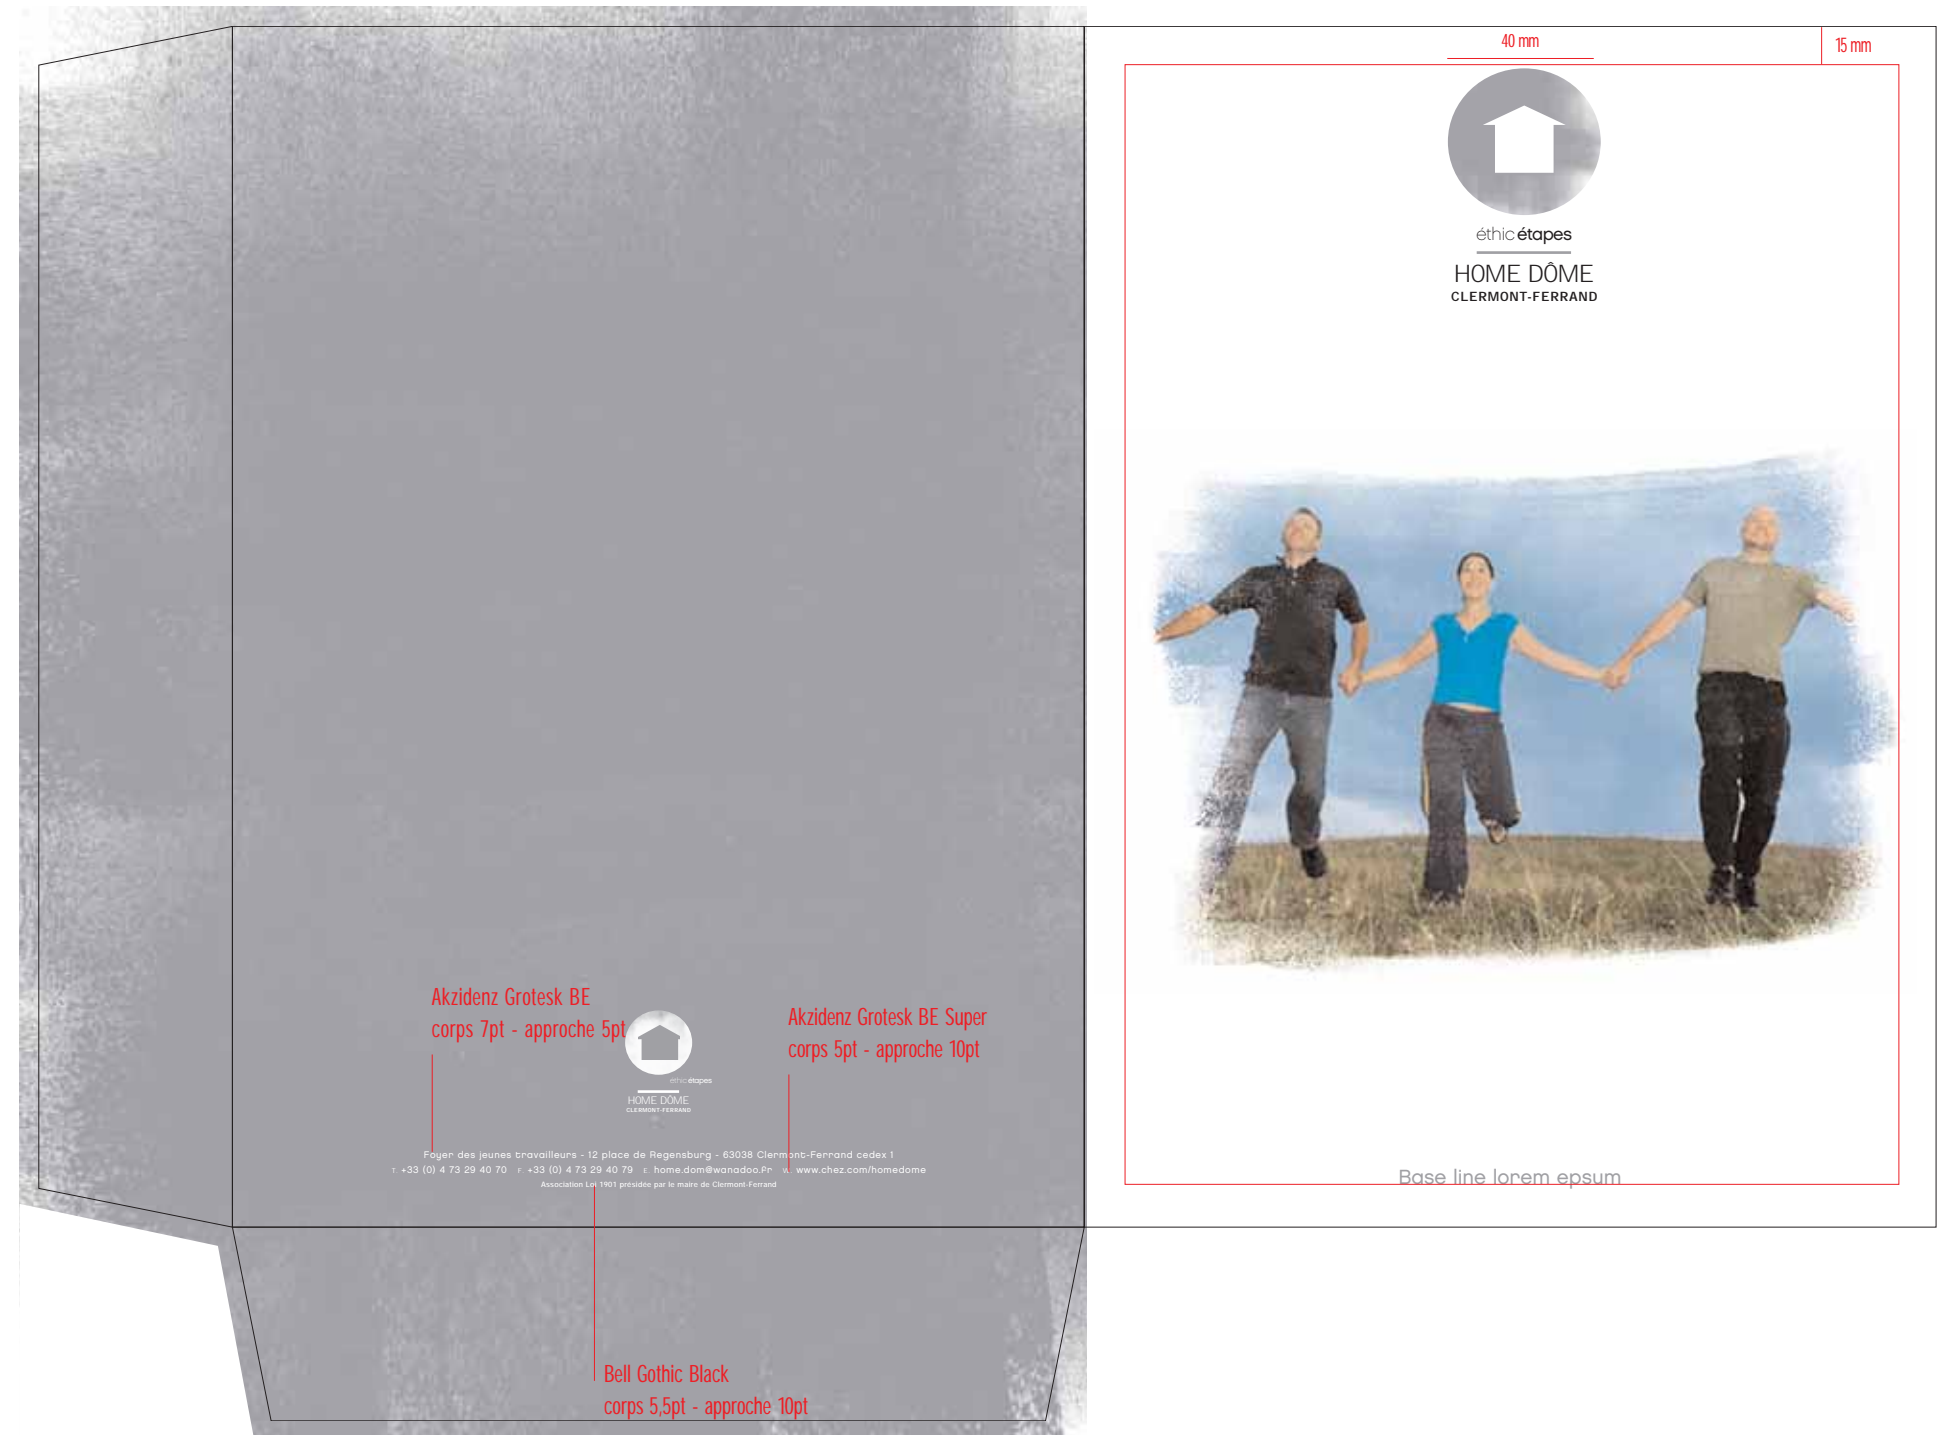 Akzidenz Grotesk BE
corps 7pt - approche 5pt
Akzidenz Grotesk BE Super
corps 5pt - approche 10pt
éthic étapes
HOME DÔME
CLERMONT-FERRAND
Foyer des jeunes travailleurs - 12 place de Regensburg - 63038 Clermont-Ferrand cedex 1
T. +33 (0) 4 73 29 40 70 F. +33 (0) 4 73 29 40 79 E. home.dom@wanadoo.fr W. www.chez.com/homedome
Association Loi 1901 présidée par le maire de Clermont-Ferrand
Bell Gothic Black
corps 5,5pt - approche 10pt
40 mm
15 mm
éthic étapes
HOME DÔME
CLERMONT-FERRAND
Base line lorem epsum